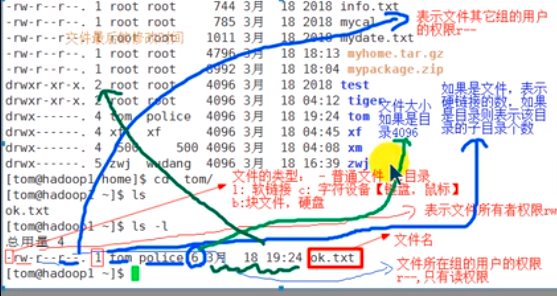 -rw-r--r--. 1 root root 744 3月 18 2018 info.txt
-rw-r--r--. 1 root root 785 3月 18 2018 mycal
-rw-r--r--. 1 root root 1011 3月 18 2018 mydate.txt
-rw-r--r--. 1 root root 4796 3月 18 18:13 myhome.tar.gz
-rw-r--r--. 1 root root 8992 3月 18 18:04 mypackage.zip
drwxr-xr-x. 2 root root 4096 3月 18 2018 test
drwxr-xr-x. 2 root root 4096 3月 18 04:12 tiger
drwx------. 4 tom police 4096 3月 18 19:24 tom
drwx------. 4 xf xf 4096 3月 18 04:45 xf
drwx------. 4 500 500 4096 3月 18 04:08 xm
drwx------. 5 zwj wudang 4096 3月 18 16:39 zwj
[tom@hadoop1 home]$ cd tom/
[tom@hadoop1 ~]$ ls
ok.txt
[tom@hadoop1 ~]$ ls -l
总用量 4
-rw-r--r--. 1 tom police 6 3月 18 19:24 ok.txt
[tom@hadoop1 ~]$
表示文件其它组的用户的
权限r--
文件大小
如果是目
录4096
如果是文件，表示
硬链接的数，如果
是目录则表示该目
录的子目录个数
文件的类型： - 普通文件 d 目录
l: 软链接 c: 字符设备【键盘，鼠标】
b:块文件，硬盘
表示文件所有者权限rw
文件名
文件所在组的用户的权限
r--,只有读权限